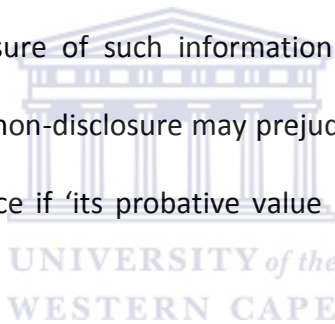 sure of such information
non-disclosure may prejud
ce if ‘its probative value
UNIVERSITY of the
WESTERN CAPE